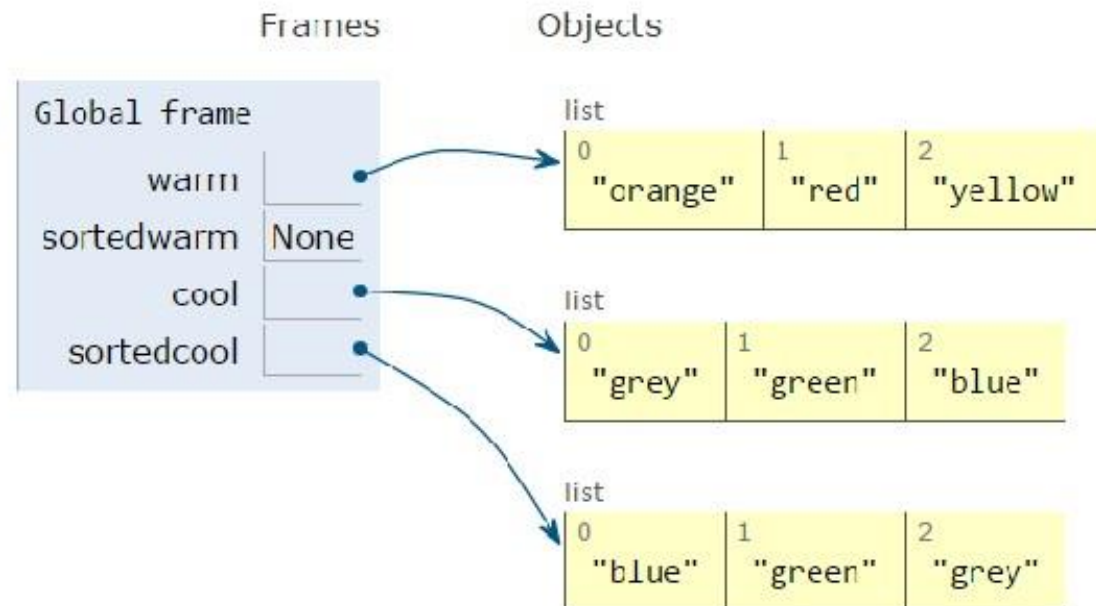 Frames Objects
Global frame
warm
sortedwarm None
cool
sortedcool
list
0 1 2
"orange" "red" "yellow"
list
0 1 2
"grey" "green" "blue"
list
0 1 2
"blue" "green" "grey"